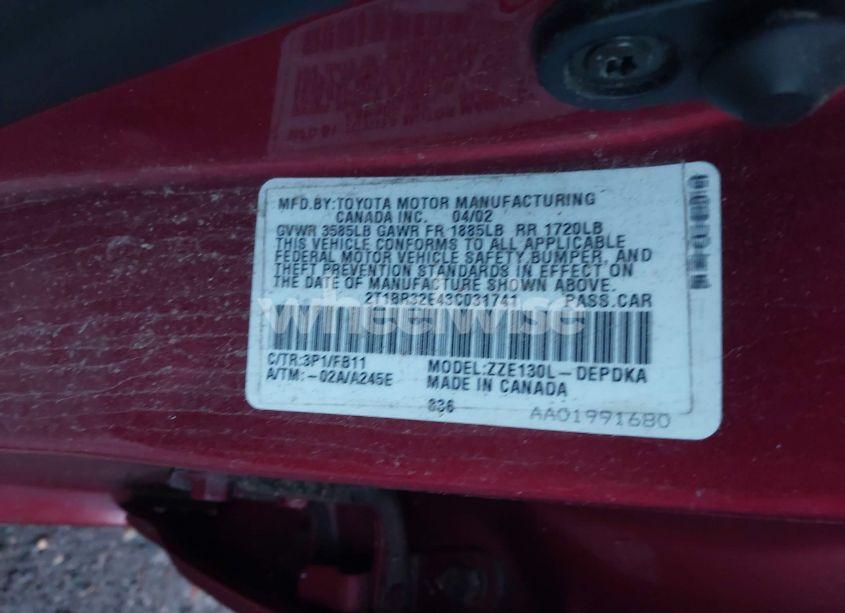 MFD.BY:TOYOTA MOTOR MANUFACTURING
CANADA INC. 04/02
GVWR 3585LB GAWR FR 1885LB RR 1720LB
THIS VEHICLE CONFORMS TO ALL APPLICABLE
FEDERAL MOTOR VEHICLE SAFETY, BUMPER, AND
THEFT PREVENTION STANDARDS IN EFFECT ON
THE DATE OF MANUFACTURE SHOWN ABOVE.
2T1BR32E43C031741 PASS.CAR
wheelwise
C/TR:3P1/FB11 MODEL:ZZE130L-DEPDKA
A/TM:-02A/A245E MADE IN CANADA
836 AA01991680